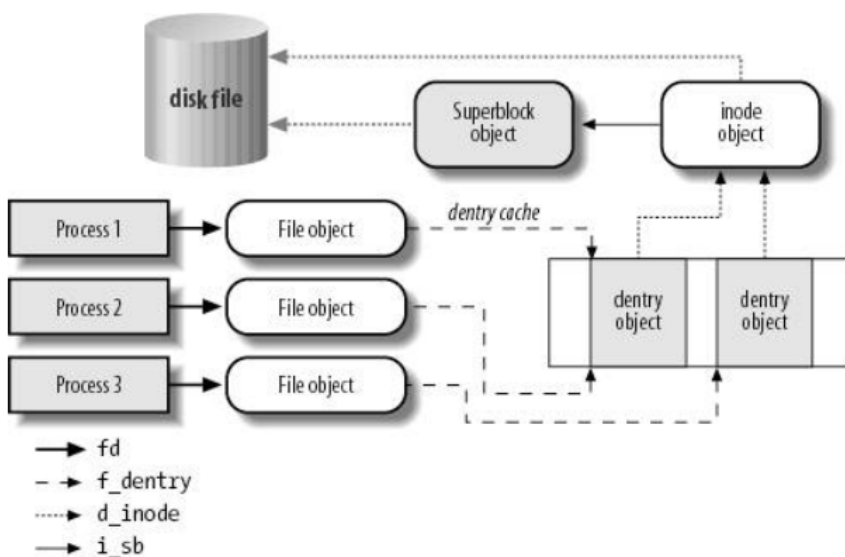 disk file
Superblock
object
inode
object
Process 1
File object
dentry cache
Process 2
File object
dentry
object
dentry
object
Process 3
File object
fd
f_dentry
d_inode
i_sb